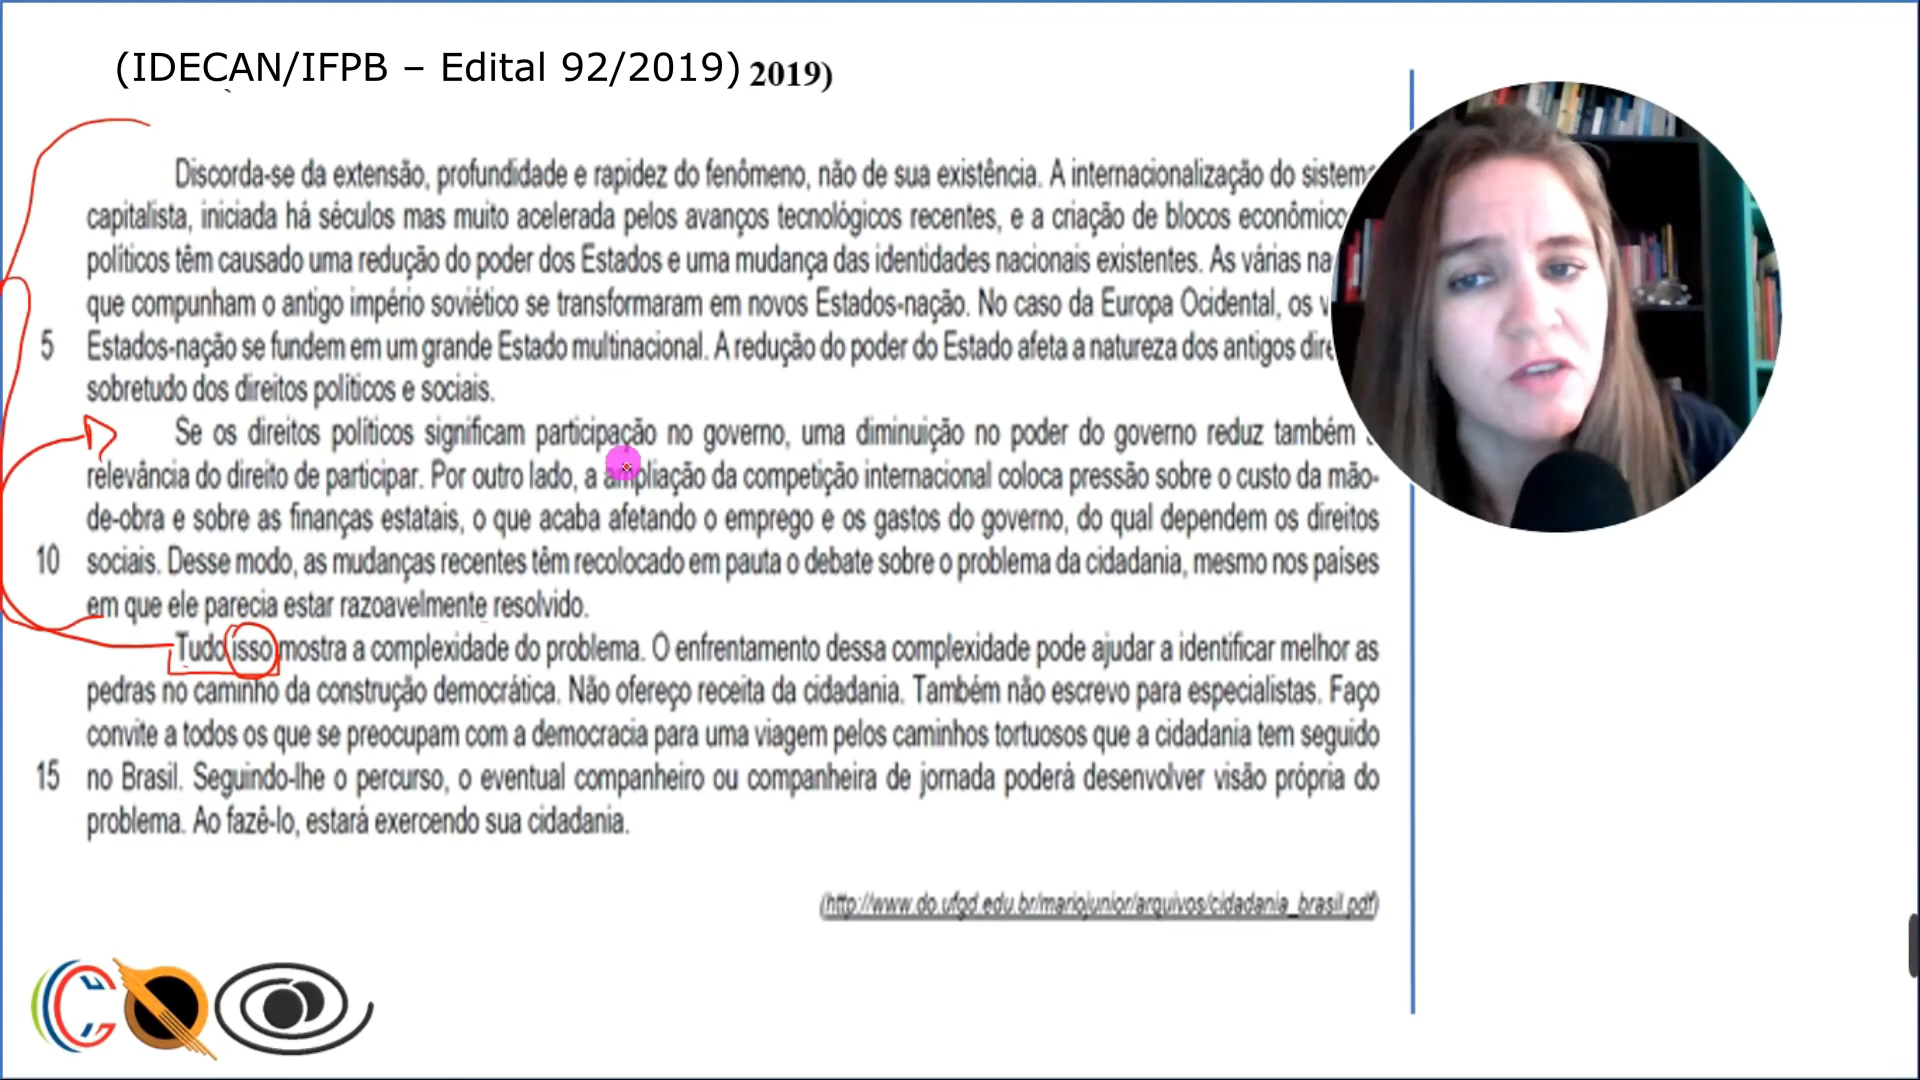 (IDECAN/IFPB – Edital 92/2019) 2019)
Discorda-se da extensão, profundidade e rapidez do fenômeno, não de sua existência. A internacionalização do sistema
capitalista, iniciada há séculos mas muito acelerada pelos avanços tecnológicos recentes, e a criação de blocos econômico
políticos têm causado uma redução do poder dos Estados e uma mudança das identidades nacionais existentes. As várias na
que compunham o antigo império soviético se transformaram em novos Estados-nação. No caso da Europa Ocidental, os v
5 Estados-nação se fundem em um grande Estado multinacional. A redução do poder do Estado afeta a natureza dos antigos dire
sobretudo dos direitos políticos e sociais.
Se os direitos políticos significam participação no governo, uma diminuição no poder do governo reduz também
relevância do direito de participar. Por outro lado, a ampliação da competição internacional coloca pressão sobre o custo da mão-
de-obra e sobre as finanças estatais, o que acaba afetando o emprego e os gastos do governo, do qual dependem os direitos
10 sociais. Desse modo, as mudanças recentes têm recolocado em pauta o debate sobre o problema da cidadania, mesmo nos países
em que ele parecia estar razoavelmente resolvido.
Tudo isso mostra a complexidade do problema. O enfrentamento dessa complexidade pode ajudar a identificar melhor as
pedras no caminho da construção democrática. Não ofereço receita da cidadania. Também não escrevo para especialistas. Faço
convite a todos os que se preocupam com a democracia para uma viagem pelos caminhos tortuosos que a cidadania tem seguido
15 no Brasil. Seguindo-lhe o percurso, o eventual companheiro ou companheira de jornada poderá desenvolver visão própria do
problema. Ao fazê-lo, estará exercendo sua cidadania.
(http://www.do.ufgd.edu.br/mariojunior/arquivos/cidadania_brasil.pdf)